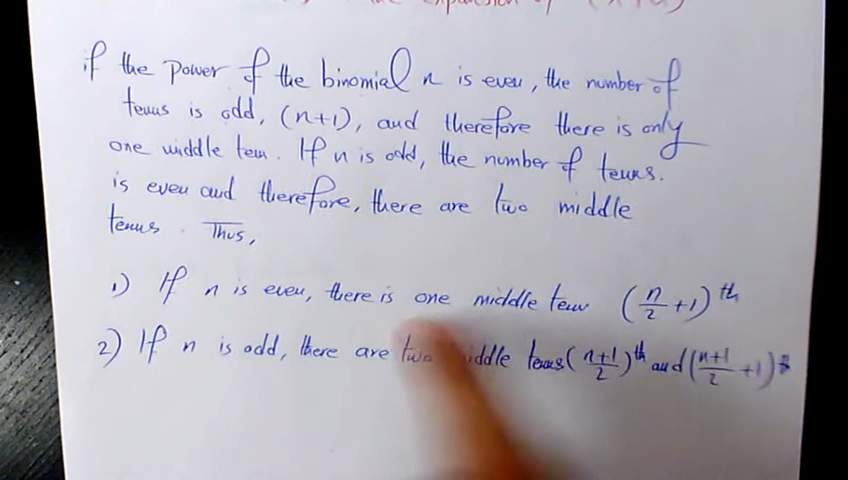 the expansion of (x+a)
if the power of the binomial n is even, the number of
terms is odd, (n+1), and therefore there is only
one middle term. If n is odd, the number of terms.
is even and therefore, there are two middle
terms. Thus,
1) If n is even, there is one middle term (n/2 +1)th
2) If n is odd, there are two middle terms (n+1/2)th and (n+1/2 +1)